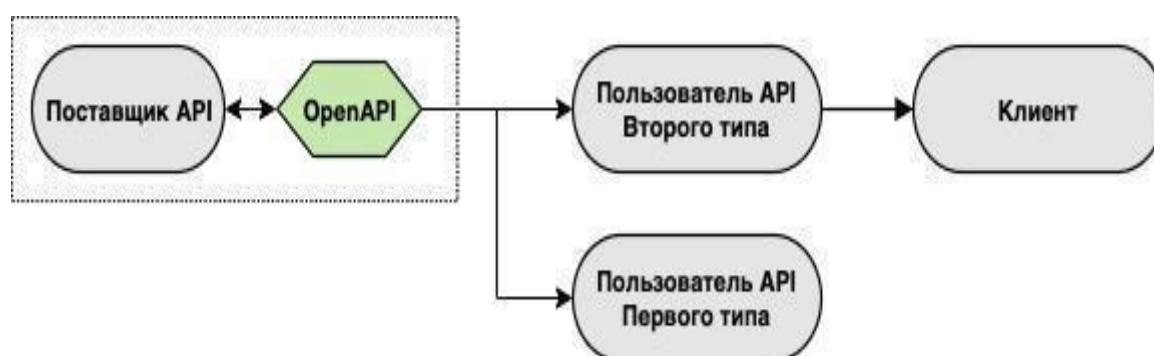 Поставщик API
OpenAPI
Пользователь API
Второго типа
Клиент
Пользователь API
Первого типа